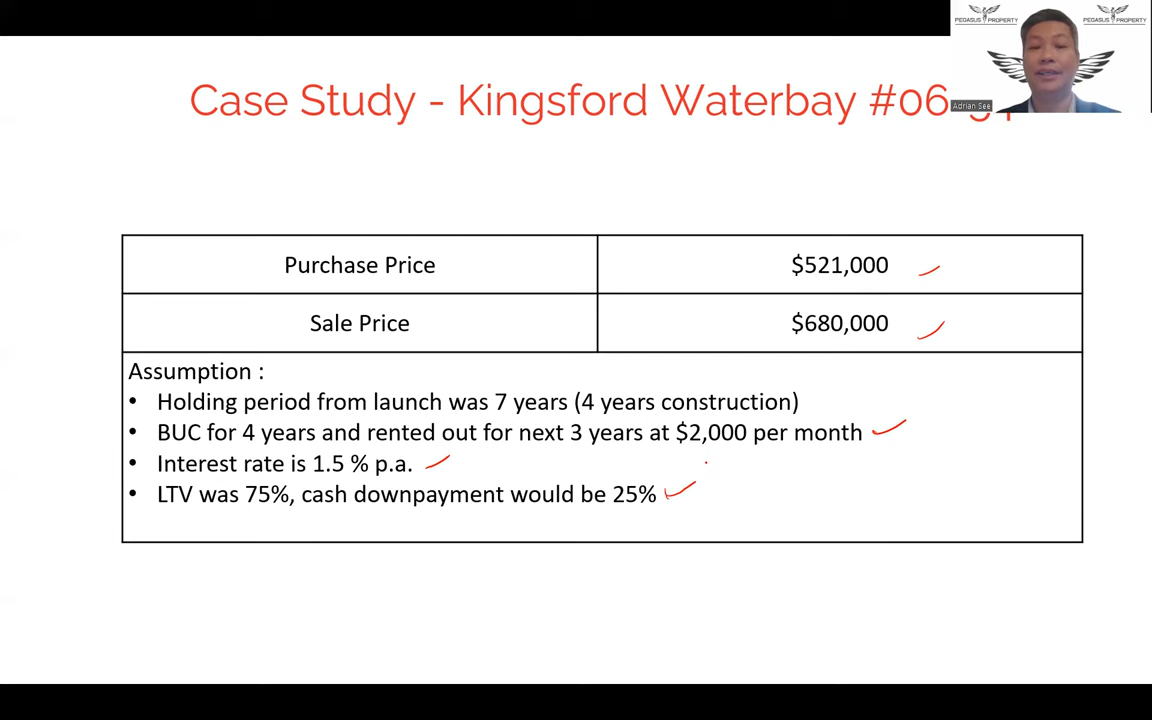 PEGASUS PROPERTY
PEGASUS PROPERTY
Adrian See
Case Study - Kingsford Waterbay #06
Purchase Price
$521,000
Sale Price
$680,000
Assumption :
• Holding period from launch was 7 years (4 years construction)
• BUC for 4 years and rented out for next 3 years at $2,000 per month
• Interest rate is 1.5 % p.a.
• LTV was 75%, cash downpayment would be 25%